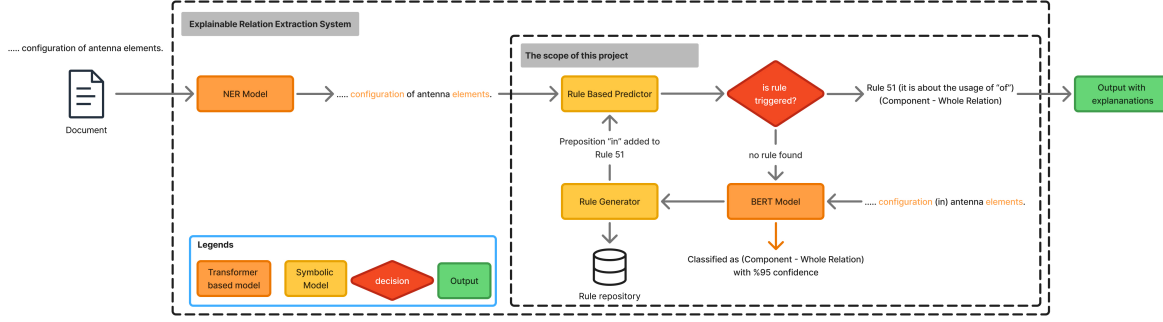 Explainable Relation Extraction System
..... configuration of antenna elements.
Document
NER Model
..... configuration of antenna elements.
The scope of this project
Rule Based Predictor
is rule
triggered?
Rule 51 (it is about the usage of "of")
(Component - Whole Relation)
Output with
explananations
Preposition "in" added to
Rule 51
no rule found
Rule Generator
BERT Model
..... configuration (in) antenna elements.
Classified as (Component - Whole Relation)
with %95 confidence
Rule repository
Legends
Transformer
based model
Symbolic
Model
decision
Output